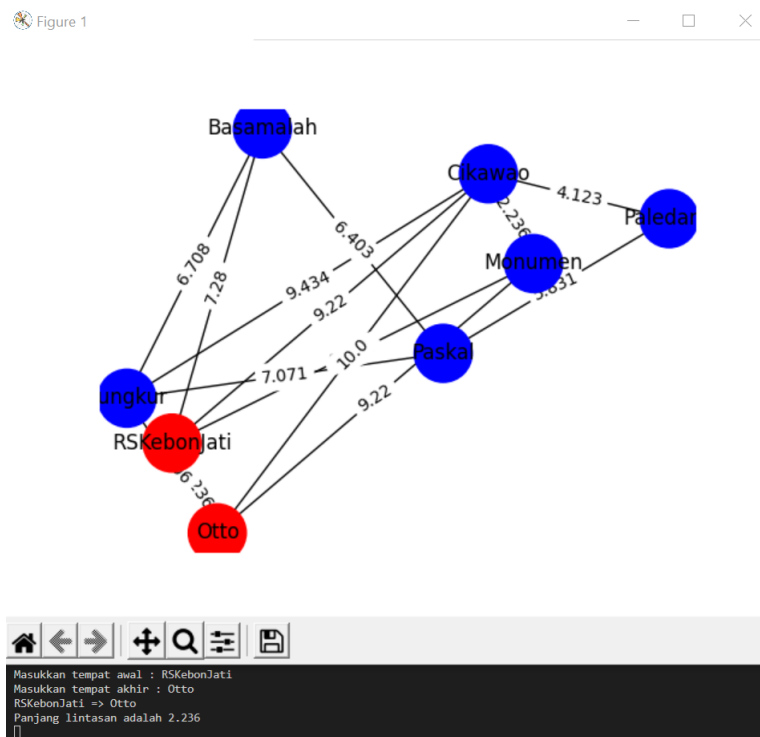 Figure 1
Basamalah
Cikawao
4.123
2.236
6.403
6.708
7.28
9.434
9.22
Monumen
10.0
Paskal
7.071
9.22
ungkur
RSKebonJati
Otto
Masukkan tempat awal : RSKebonJati
Masukkan tempat akhir : Otto
RSKebonJati => Otto
Panjang lintasan adalah 2.236